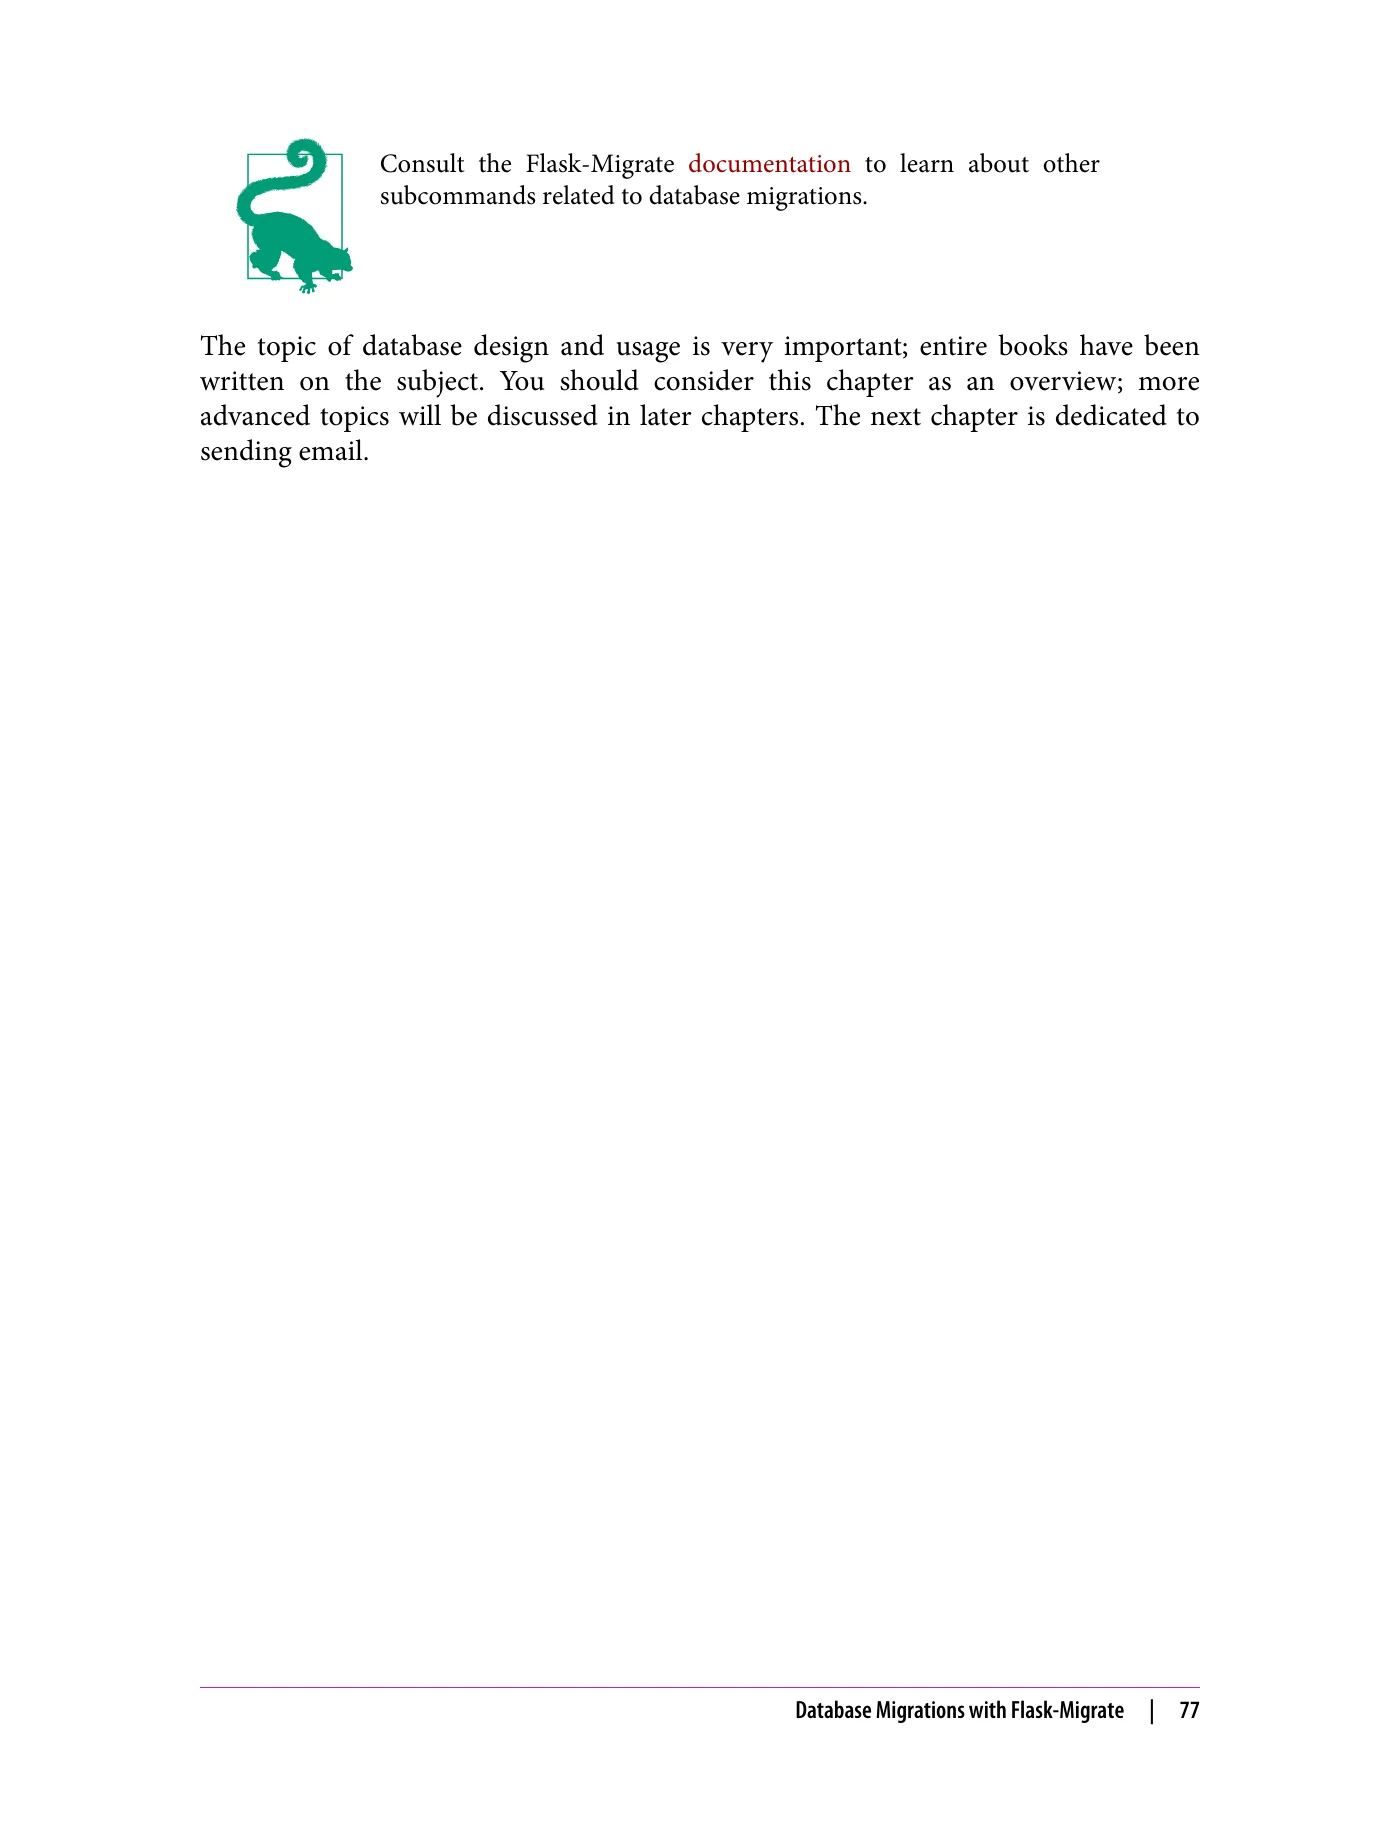 Consult the Flask-Migrate documentation to learn about other
subcommands related to database migrations.
The topic of database design and usage is very important; entire books have been
written on the subject. You should consider this chapter as an overview; more
advanced topics will be discussed in later chapters. The next chapter is dedicated to
sending email.
Database Migrations with Flask-Migrate | 77